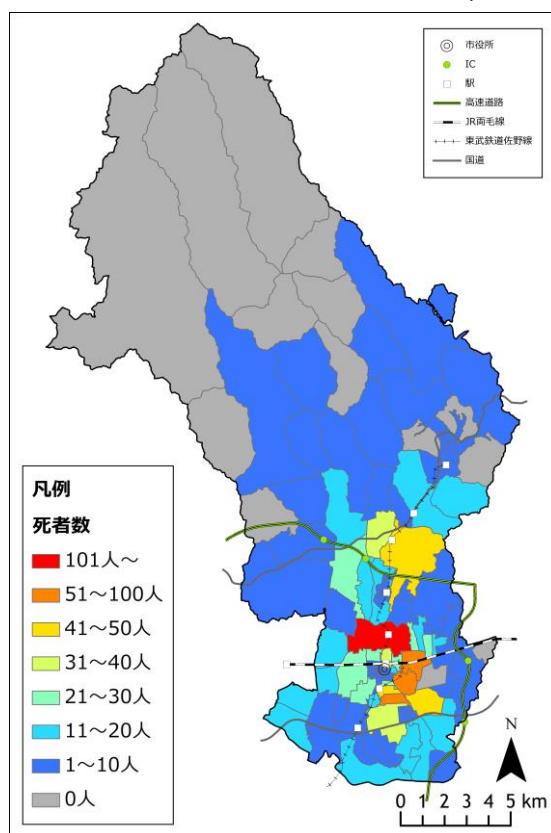 市役所
IC
駅
高速道路
JR両毛線
東武鉄道佐野線
国道
凡例
死者数
101人～
51～100人
41～50人
31～40人
21～30人
11～20人
1～10人
0人
N
0 1 2 3 4 5 km